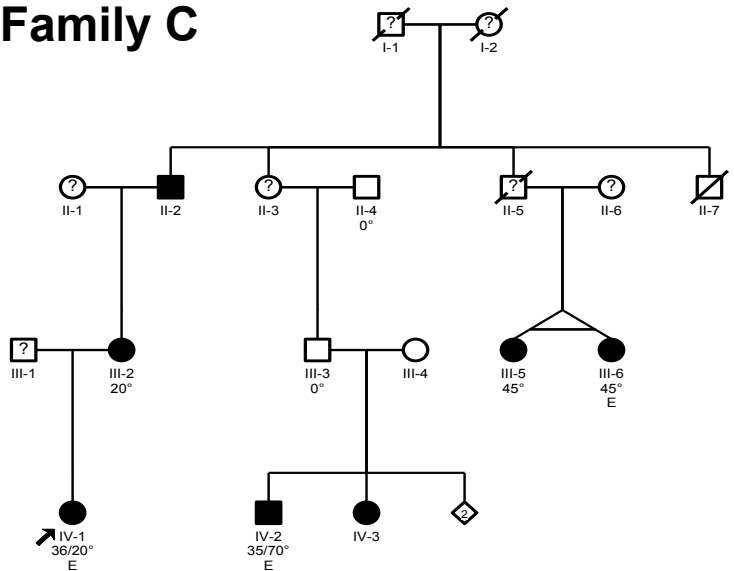 Family C
? ?
I-1 I-2
? ? ? ?
II-1 II-2 II-3 II-4 II-5 II-6 II-7
0°
?
III-1 III-2 III-3 III-4 III-5 III-6
20° 0° 45° 45°
E
2
IV-1 IV-2 IV-3
36/20° 35/70°
E E